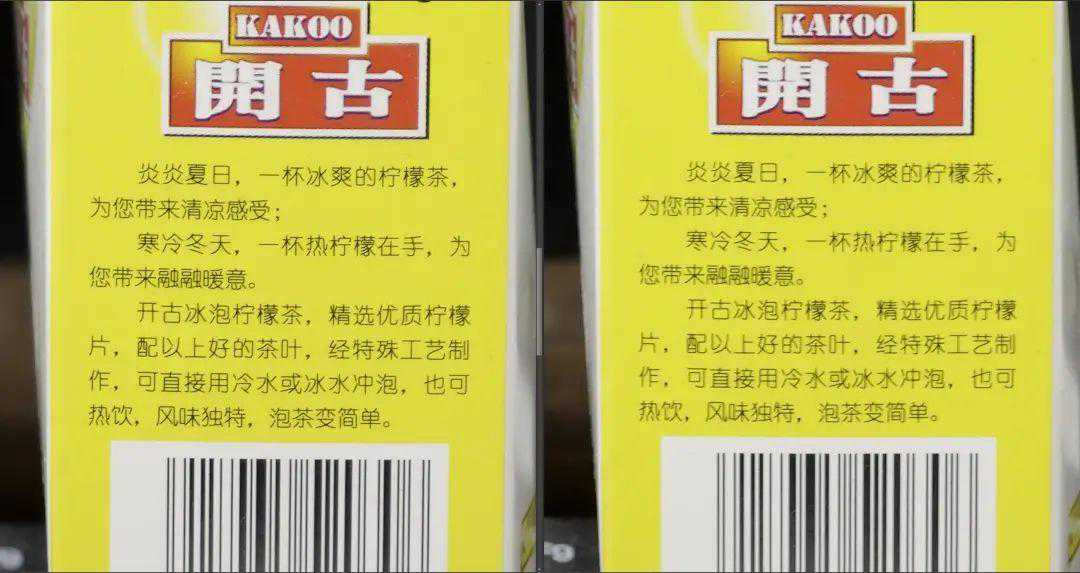 KAKOO
開古
炎炎夏日，一杯冰爽的柠檬茶，
为您带来清凉感受；
寒冷冬天，一杯热柠檬在手，为
您带来融融暖意。
开古冰泡柠檬茶，精选优质柠檬
片，配以上好的茶叶，经特殊工艺制
作，可直接用冷水或冰水冲泡，也可
热饮，风味独特，泡茶变简单。
KAKOO
開古
炎炎夏日，一杯冰爽的柠檬茶，
为您带来清凉感受；
寒冷冬天，一杯热柠檬在手，为
您带来融融暖意。
开古冰泡柠檬茶，精选优质柠檬
片，配以上好的茶叶，经特殊工艺制
作，可直接用冷水或冰水冲泡，也可
热饮，风味独特，泡茶变简单。